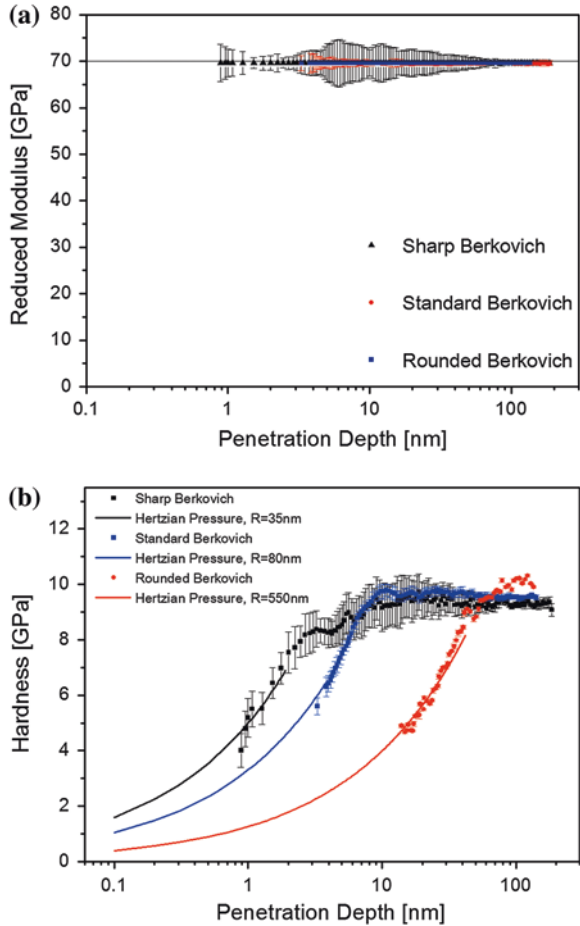 (a)
80
70
60
50
40
30
20
10
0
Reduced Modulus [GPa]
Sharp Berkovich
Standard Berkovich
Rounded Berkovich
0.1 1 10 100
Penetration Depth [nm]
(b)
Sharp Berkovich
Hertzian Pressure, R=35nm
Standard Berkovich
Hertzian Pressure, R=80nm
Rounded Berkovich
Hertzian Pressure, R=550nm
12
10
8
6
4
2
0
Hardness [GPa]
0.1 1 10 100
Penetration Depth [nm]